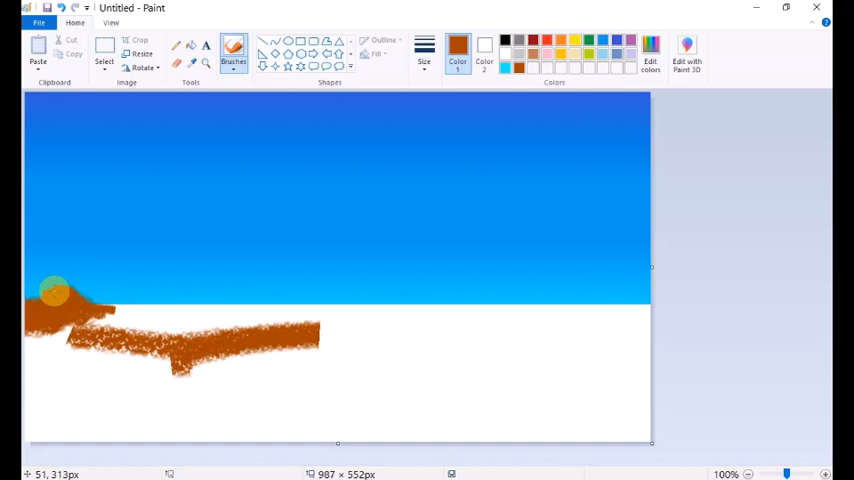 Untitled - Paint
File Home View
Paste
Cut
Copy
Clipboard
Select
Crop
Resize
Rotate
Image
A
Tools
Brushes
Shapes
Outline
Fill
Size
Color 1
Color 2
Colors
Edit colors
Edit with Paint 3D
51, 313px
987 × 552px
100%